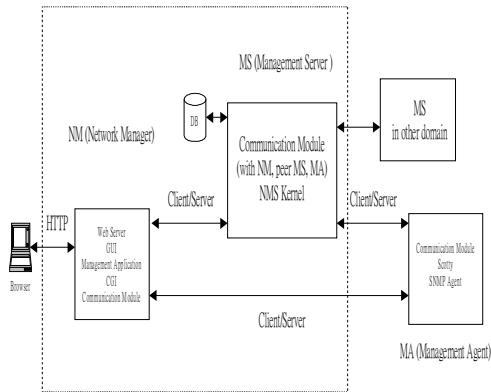 MS (Management Server )
DB
MS
in other domain
NM (Network Manager)
Communication Module
(with NM, peer MS, MA)
NMS Kernel
Client/Server
Client/Server
HTTP
Web Server
GUI
Management Application
CGI
Communication Module
Communication Module
Scotty
SNMP Agent
Browser
Client/Server
MA (Management Agent)